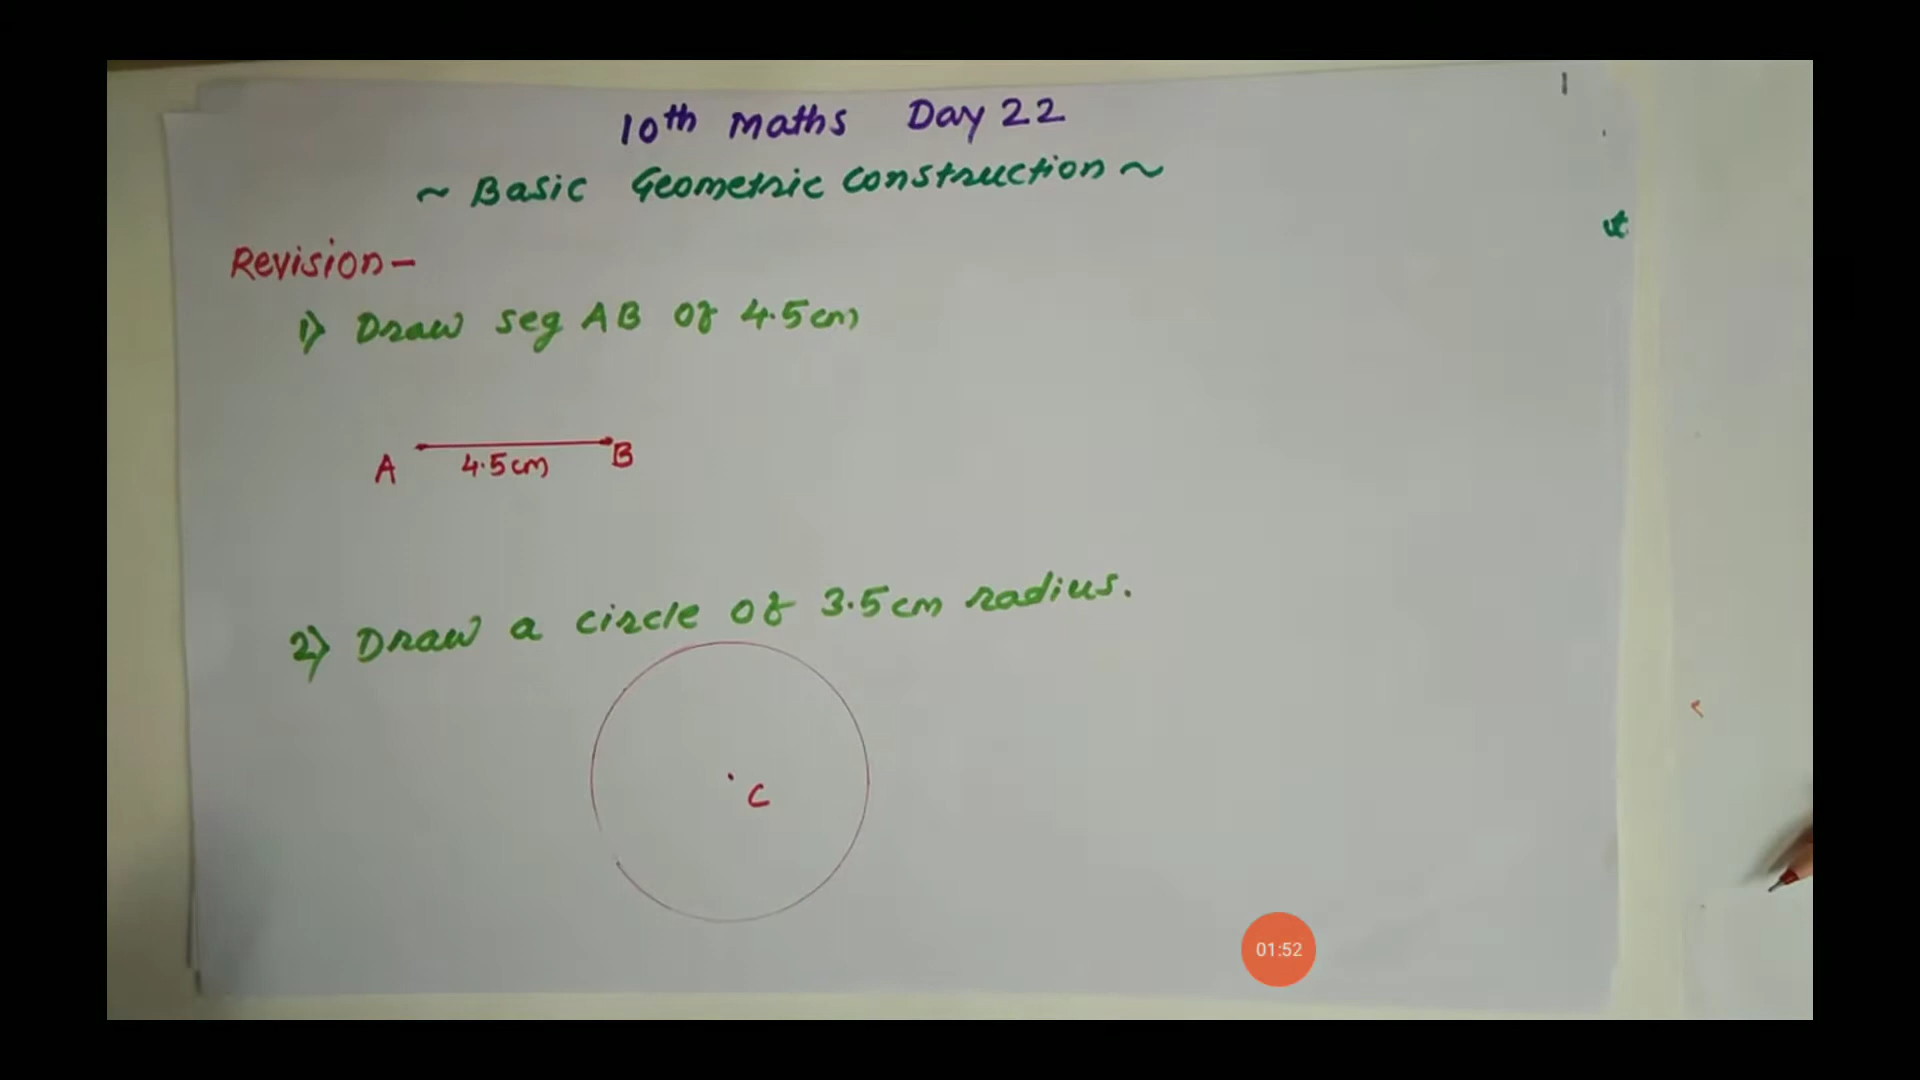 10th Maths Day 22
~ Basic Geometric construction ~
Revision-
1) Draw seg AB of 4.5cm
A 4.5cm B
2) Draw a circle of 3.5cm radius.
C
01:52